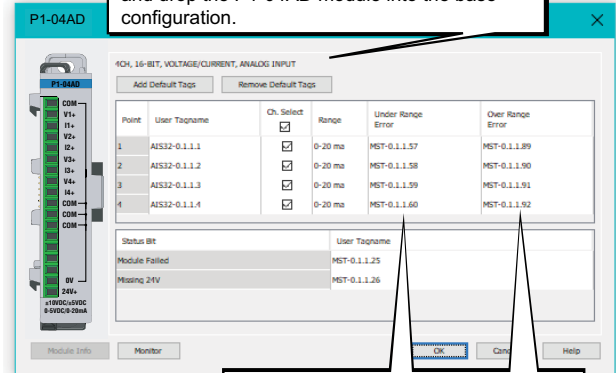 and drop the P1-04AD module into the base
configuration.
P1-04AD
4CH, 16-BIT, VOLTAGE/CURRENT, ANALOG INPUT
Add Default Tags Remove Default Tags
Point User Tagname Ch. Select Range Under Range Error Over Range Error
1 AIS32-0.1.1.1 0-20 ma MST-0.1.1.57 MST-0.1.1.89
2 AIS32-0.1.1.2 0-20 ma MST-0.1.1.58 MST-0.1.1.90
3 AIS32-0.1.1.3 0-20 ma MST-0.1.1.59 MST-0.1.1.91
4 AIS32-0.1.1.4 0-20 ma MST-0.1.1.60 MST-0.1.1.92
Status Bit User Tagname
Module Failed MST-0.1.1.25
Missing 24V MST-0.1.1.26
P1-04AD
COM
V1+
I1+
V2+
I2+
V3+
I3+
V4+
I4+
COM
COM
COM
0V
24V+
±10VDC/±5VDC
0-5VDC/0-20mA
Module Info Monitor OK Canc Help